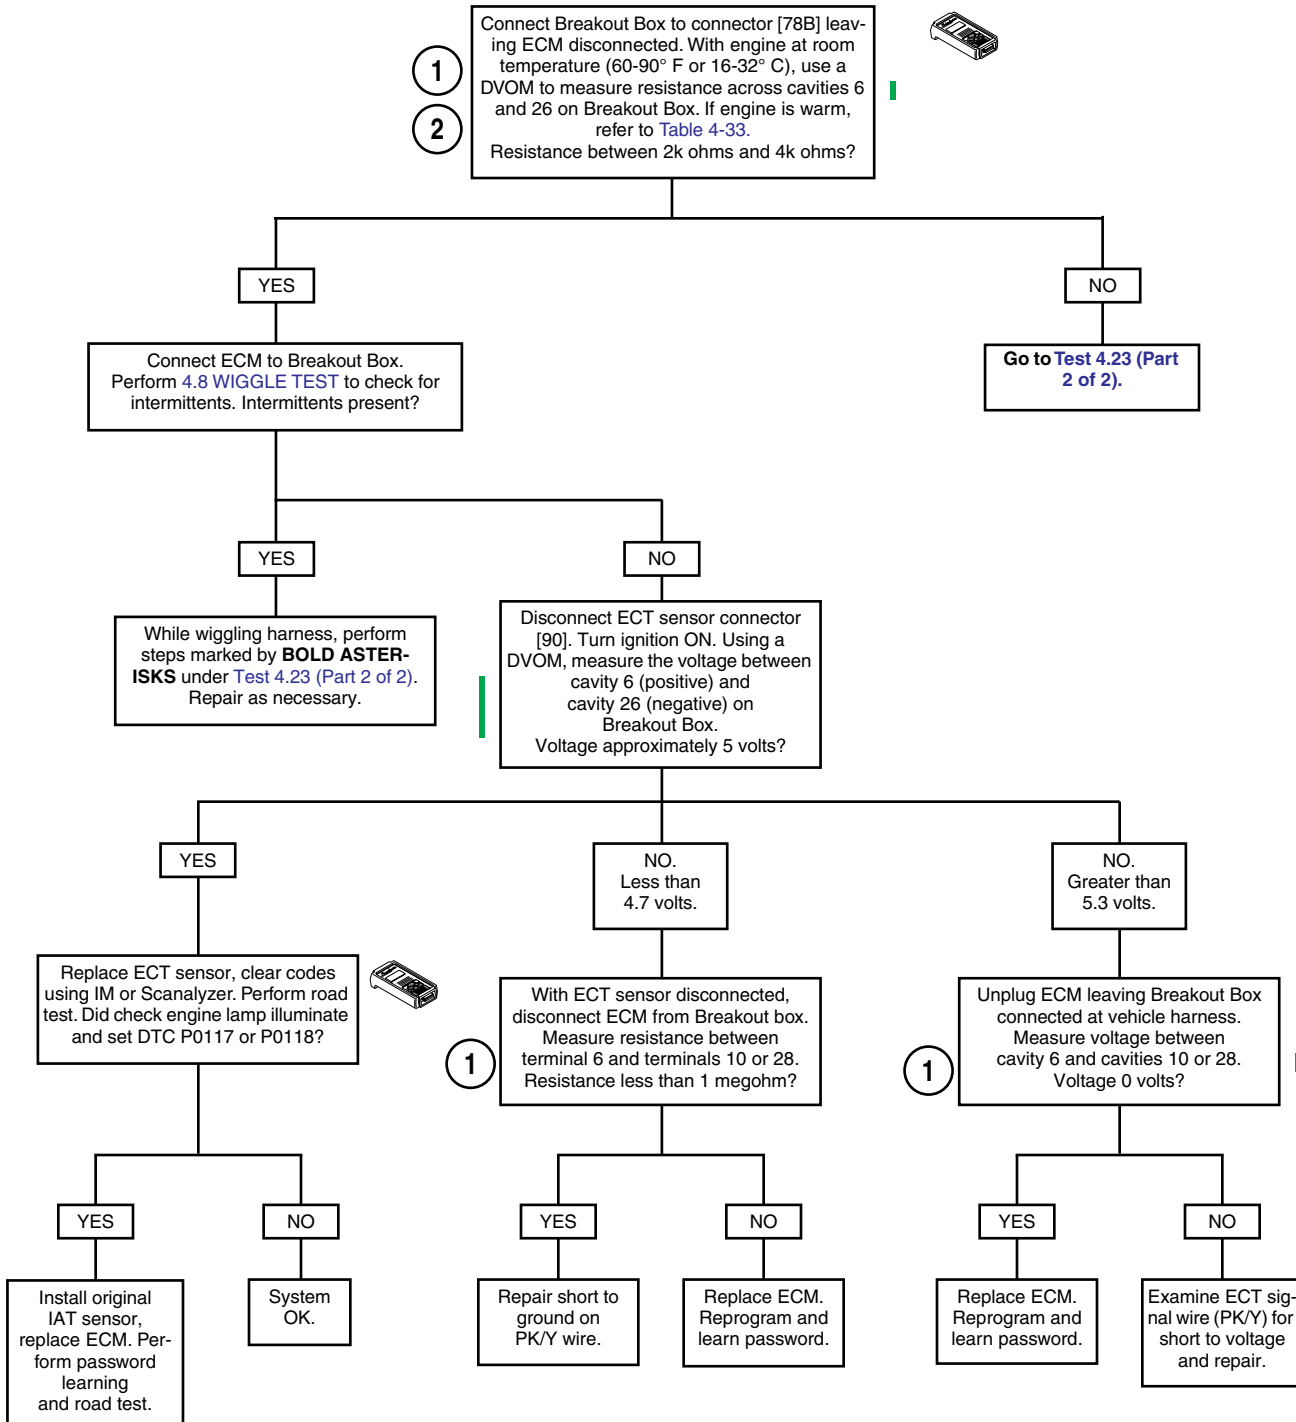 Connect Breakout Box to connector [78B] leav-
ing ECM disconnected. With engine at room
temperature (60-90° F or 16-32° C), use a
DVOM to measure resistance across cavities 6
and 26 on Breakout Box. If engine is warm,
refer to Table 4-33.
Resistance between 2k ohms and 4k ohms?
1
2
YES
NO
Connect ECM to Breakout Box.
Perform 4.8 WIGGLE TEST to check for
intermittents. Intermittents present?
Go to Test 4.23 (Part
2 of 2).
YES
NO
While wiggling harness, perform
steps marked by BOLD ASTER-
ISKS under Test 4.23 (Part 2 of 2).
Repair as necessary.
Disconnect ECT sensor connector
[90]. Turn ignition ON. Using a
DVOM, measure the voltage between
cavity 6 (positive) and
cavity 26 (negative) on
Breakout Box.
Voltage approximately 5 volts?
YES
NO.
Less than
4.7 volts.
NO.
Greater than
5.3 volts.
Replace ECT sensor, clear codes
using IM or Scanalyzer. Perform road
test. Did check engine lamp illuminate
and set DTC P0117 or P0118?
1
With ECT sensor disconnected,
disconnect ECM from Breakout box.
Measure resistance between
terminal 6 and terminals 10 or 28.
Resistance less than 1 megohm?
1
Unplug ECM leaving Breakout Box
connected at vehicle harness.
Measure voltage between
cavity 6 and cavities 10 or 28.
Voltage 0 volts?
YES
NO
YES
NO
YES
NO
Install original
IAT sensor,
replace ECM. Per-
form password
learning
and road test.
System
OK.
Repair short to
ground on
PK/Y wire.
Replace ECM.
Reprogram and
learn password.
Replace ECM.
Reprogram and
learn password.
Examine ECT sig-
nal wire (PK/Y) for
short to voltage
and repair.